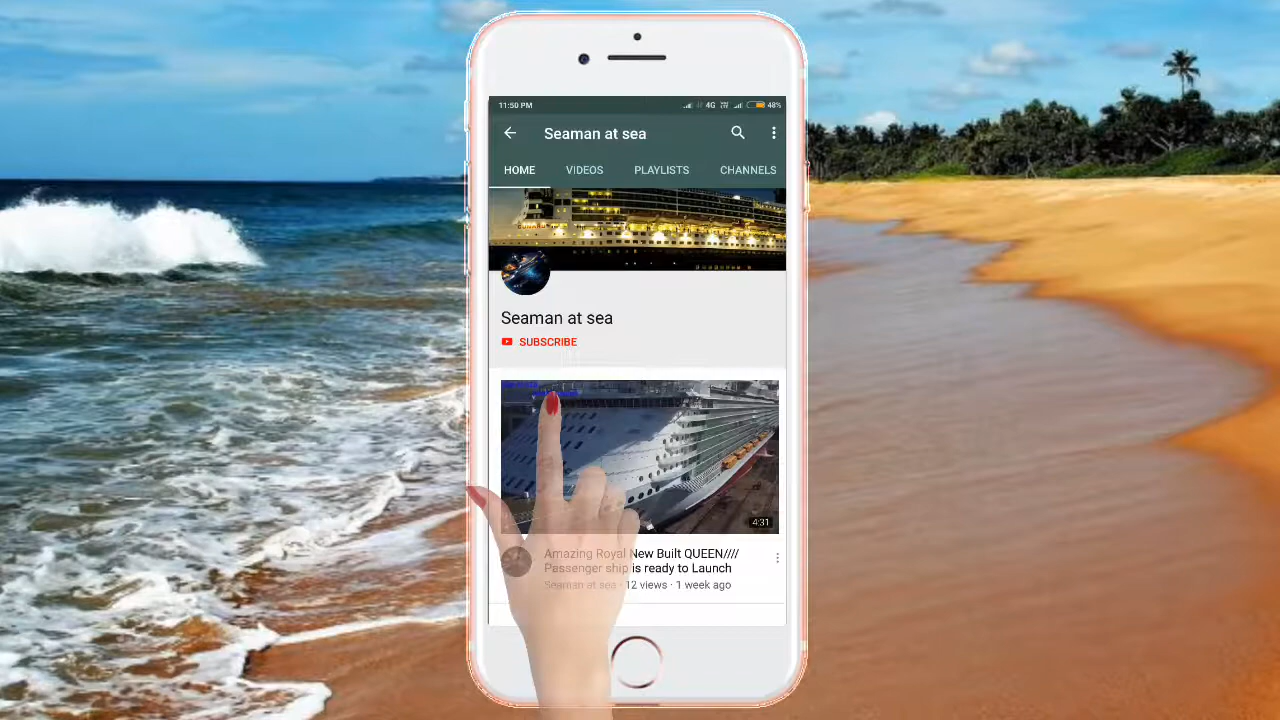 11:50 PM 4G 48%
Seaman at sea
HOME VIDEOS PLAYLISTS CHANNELS
CUNARD
Seaman at sea
SUBSCRIBE
4:31
Amazing Royal New Built QUEEN////
Passenger ship is ready to Launch
Seaman at sea · 12 views · 1 week ago